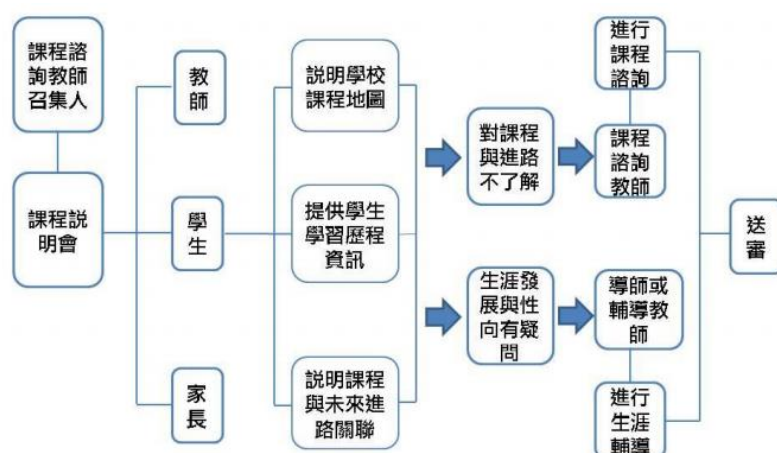 課程諮
詢教師
召集人
課程說
明會
教
師
學
生
家
長
說明學校
課程地圖
提供學生
學習歷程
資訊
說明課程
與未來進
路關聯
對課程
與進路
不了解
生涯發
展與性
向有疑
問
進行
課程
諮詢
課程
諮詢
教師
導師或
輔導教
師
進行
生涯
輔導
送
審